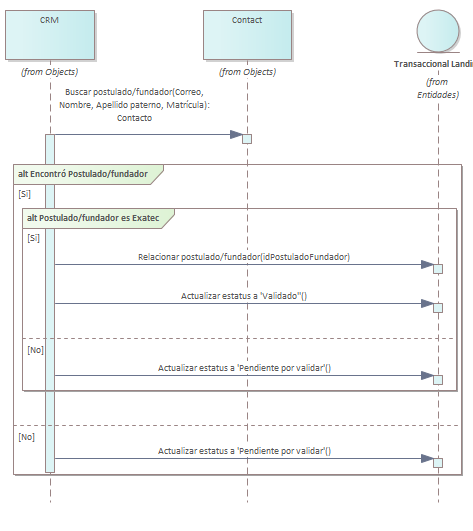 CRM
Contact
(from Objects)
(from Objects)
Transaccional Landi
(from
Entidades)
Buscar postulado/fundador(Correo,
Nombre, Apellido paterno, Matrícula):
Contacto
alt Encontró Postulado/fundador
[Si]
alt Postulado/fundador es Exatec
[Si]
Relacionar postulado/fundador(idPostuladoFundador)
Actualizar estatus a 'Validado"()
[No]
Actualizar estatus a 'Pendiente por validar'()
[No]
Actualizar estatus a 'Pendiente por validar'()